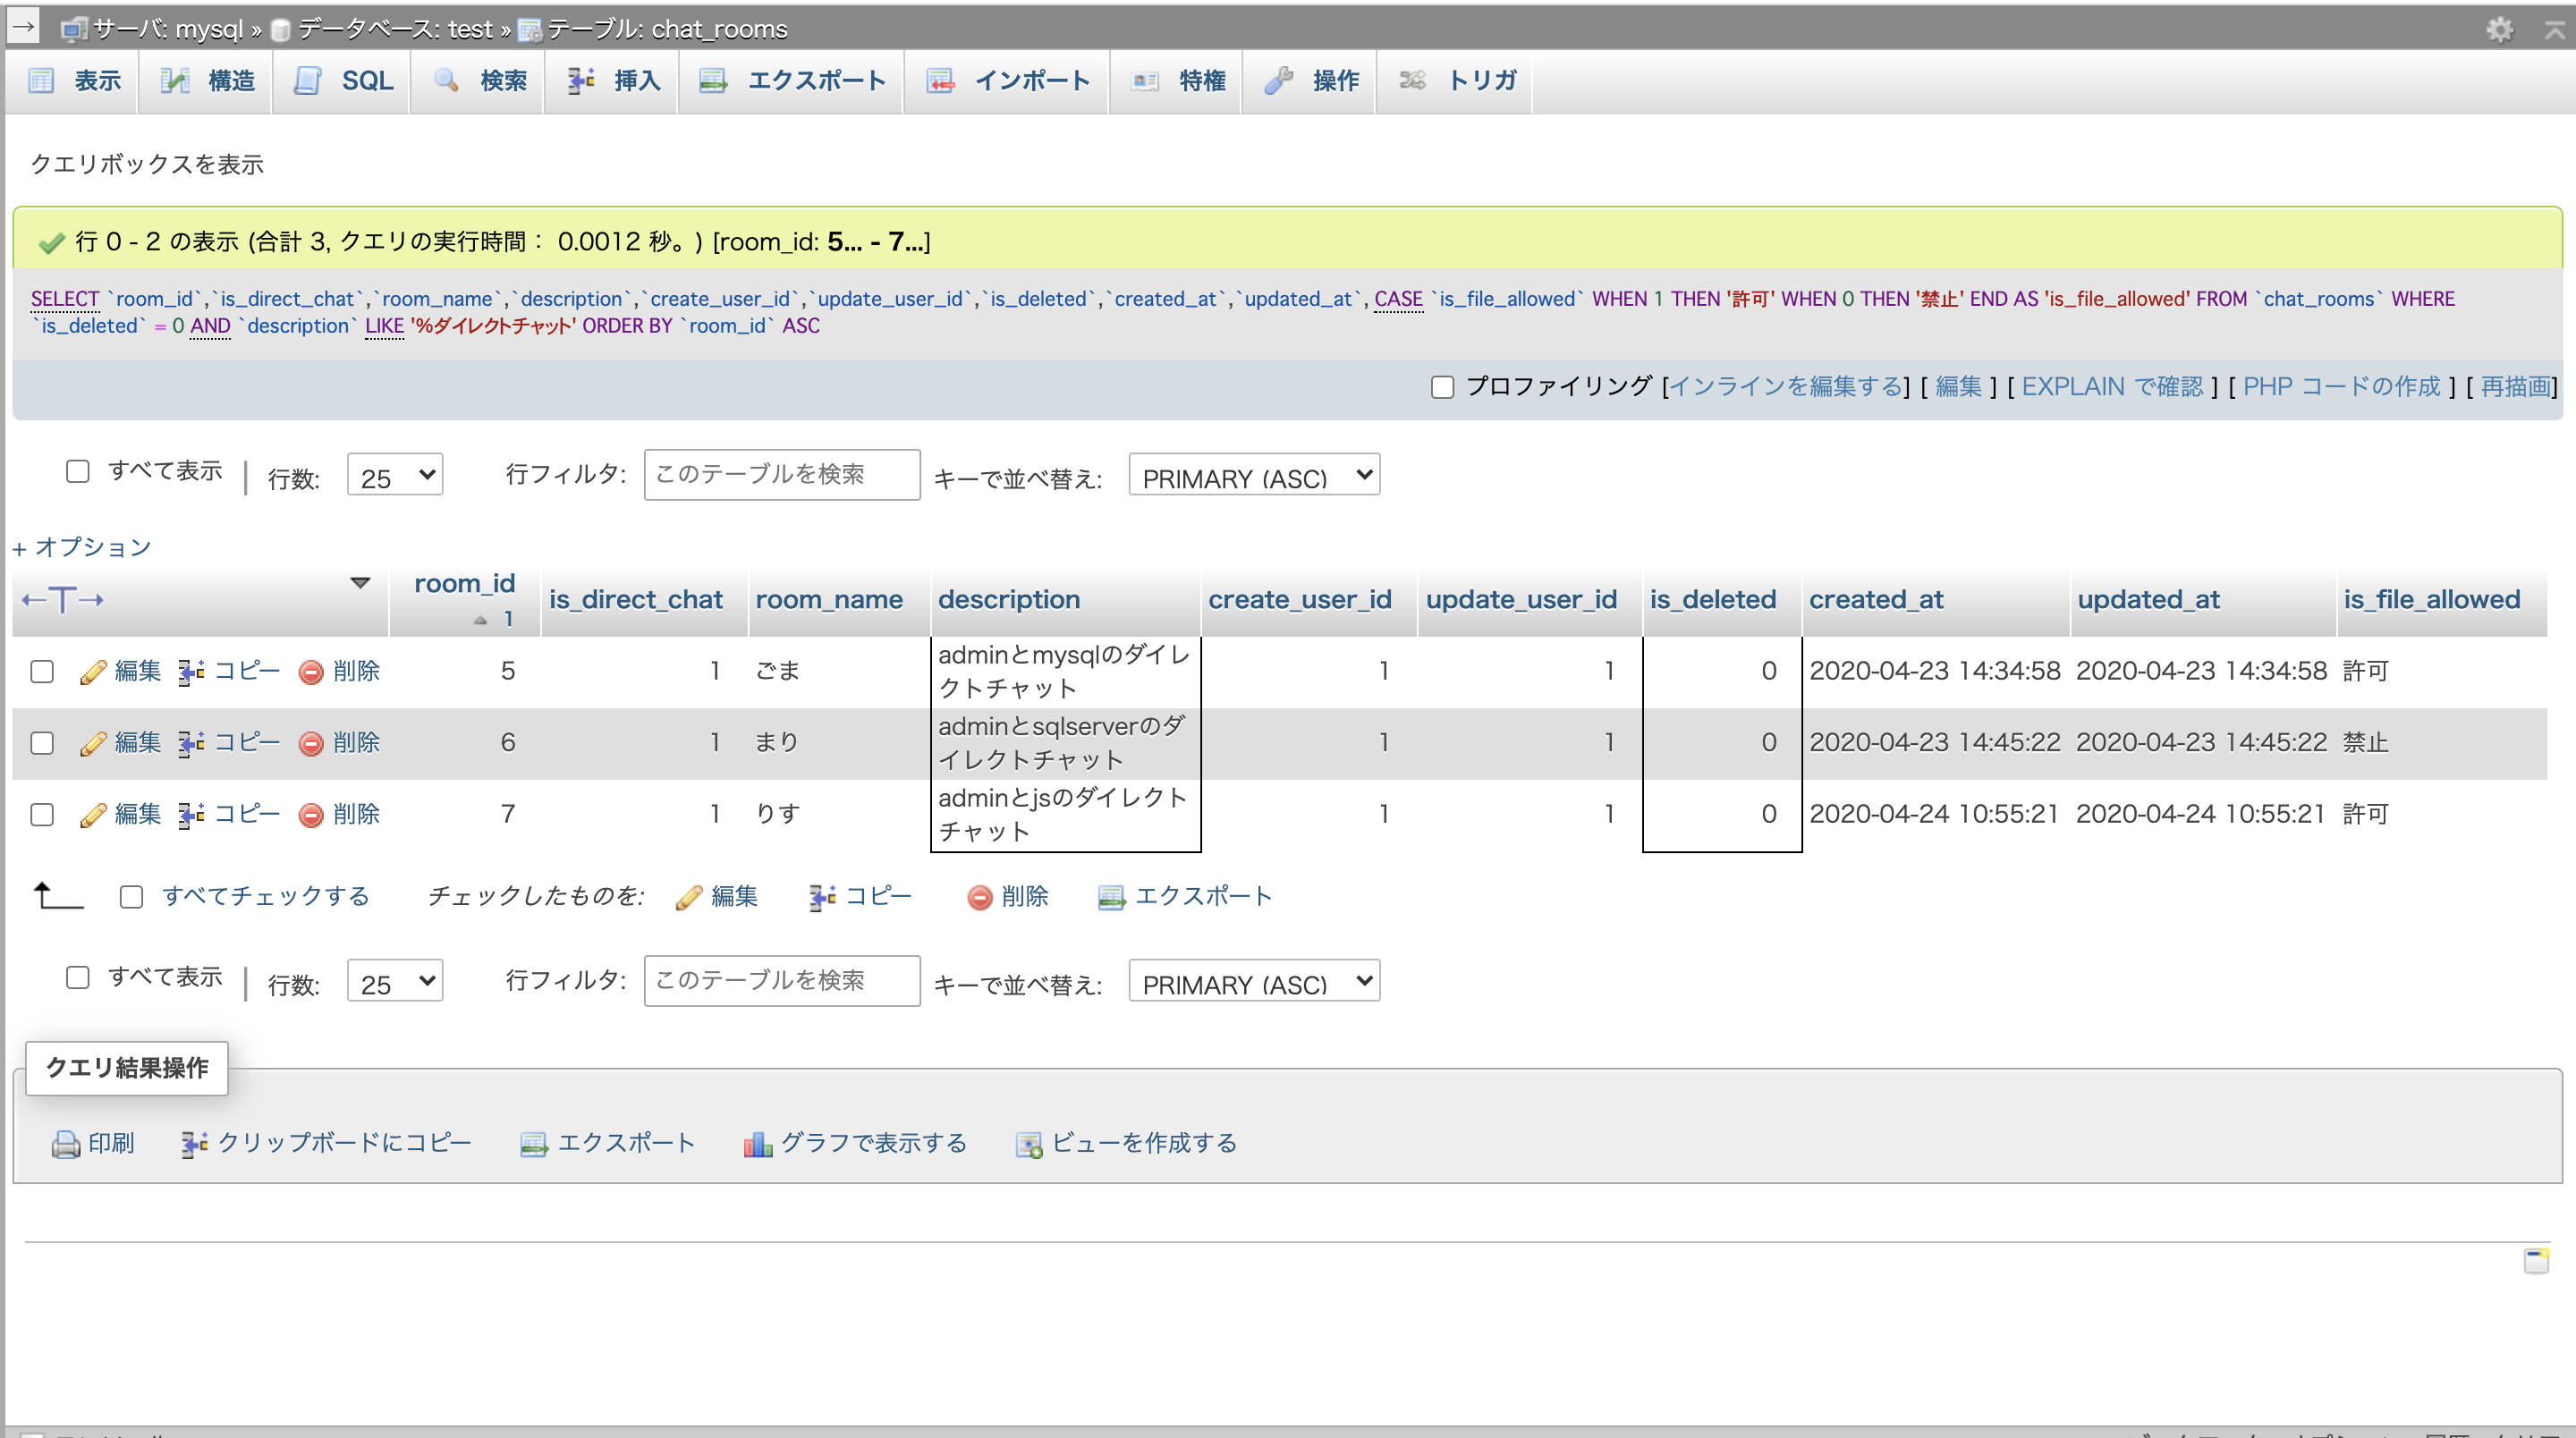 サーバ: mysql » データベース: test » テーブル: chat_rooms
表示 構造 SQL 検索 挿入 エクスポート インポート 特権 操作 トリガ
クエリボックスを表示
行 0 - 2 の表示 (合計 3, クエリの実行時間： 0.0012 秒。) [room_id: 5... - 7...]
SELECT `room_id`,`is_direct_chat`,`room_name`,`description`,`create_user_id`,`update_user_id`,`is_deleted`,`created_at`,`updated_at`, CASE `is_file_allowed` WHEN 1 THEN '許可' WHEN 0 THEN '禁止' END AS 'is_file_allowed' FROM `chat_rooms` WHERE
`is_deleted` = 0 AND `description` LIKE '%ダイレクトチャット' ORDER BY `room_id` ASC
プロファイリング [インラインを編集する] [ 編集 ] [ EXPLAIN で確認 ] [ PHP コードの作成 ] [ 再描画]
すべて表示 | 行数: 25 行フィルタ: このテーブルを検索 キーで並べ替え: PRIMARY (ASC)
+ オプション
←T→ room_id 1 is_direct_chat room_name description create_user_id update_user_id is_deleted created_at updated_at is_file_allowed
編集 コピー 削除 5 1 ごま adminとmysqlのダイレ 1 1 0 2020-04-23 14:34:58 2020-04-23 14:34:58 許可
クトチャット
編集 コピー 削除 6 1 まり adminとsqlserverのダ 1 1 0 2020-04-23 14:45:22 2020-04-23 14:45:22 禁止
イレクトチャット
編集 コピー 削除 7 1 りす adminとjsのダイレクト 1 1 0 2020-04-24 10:55:21 2020-04-24 10:55:21 許可
チャット
すべてチェックする チェックしたものを: 編集 コピー 削除 エクスポート
すべて表示 | 行数: 25 行フィルタ: このテーブルを検索 キーで並べ替え: PRIMARY (ASC)
クエリ結果操作
印刷 クリップボードにコピー エクスポート グラフで表示する ビューを作成する